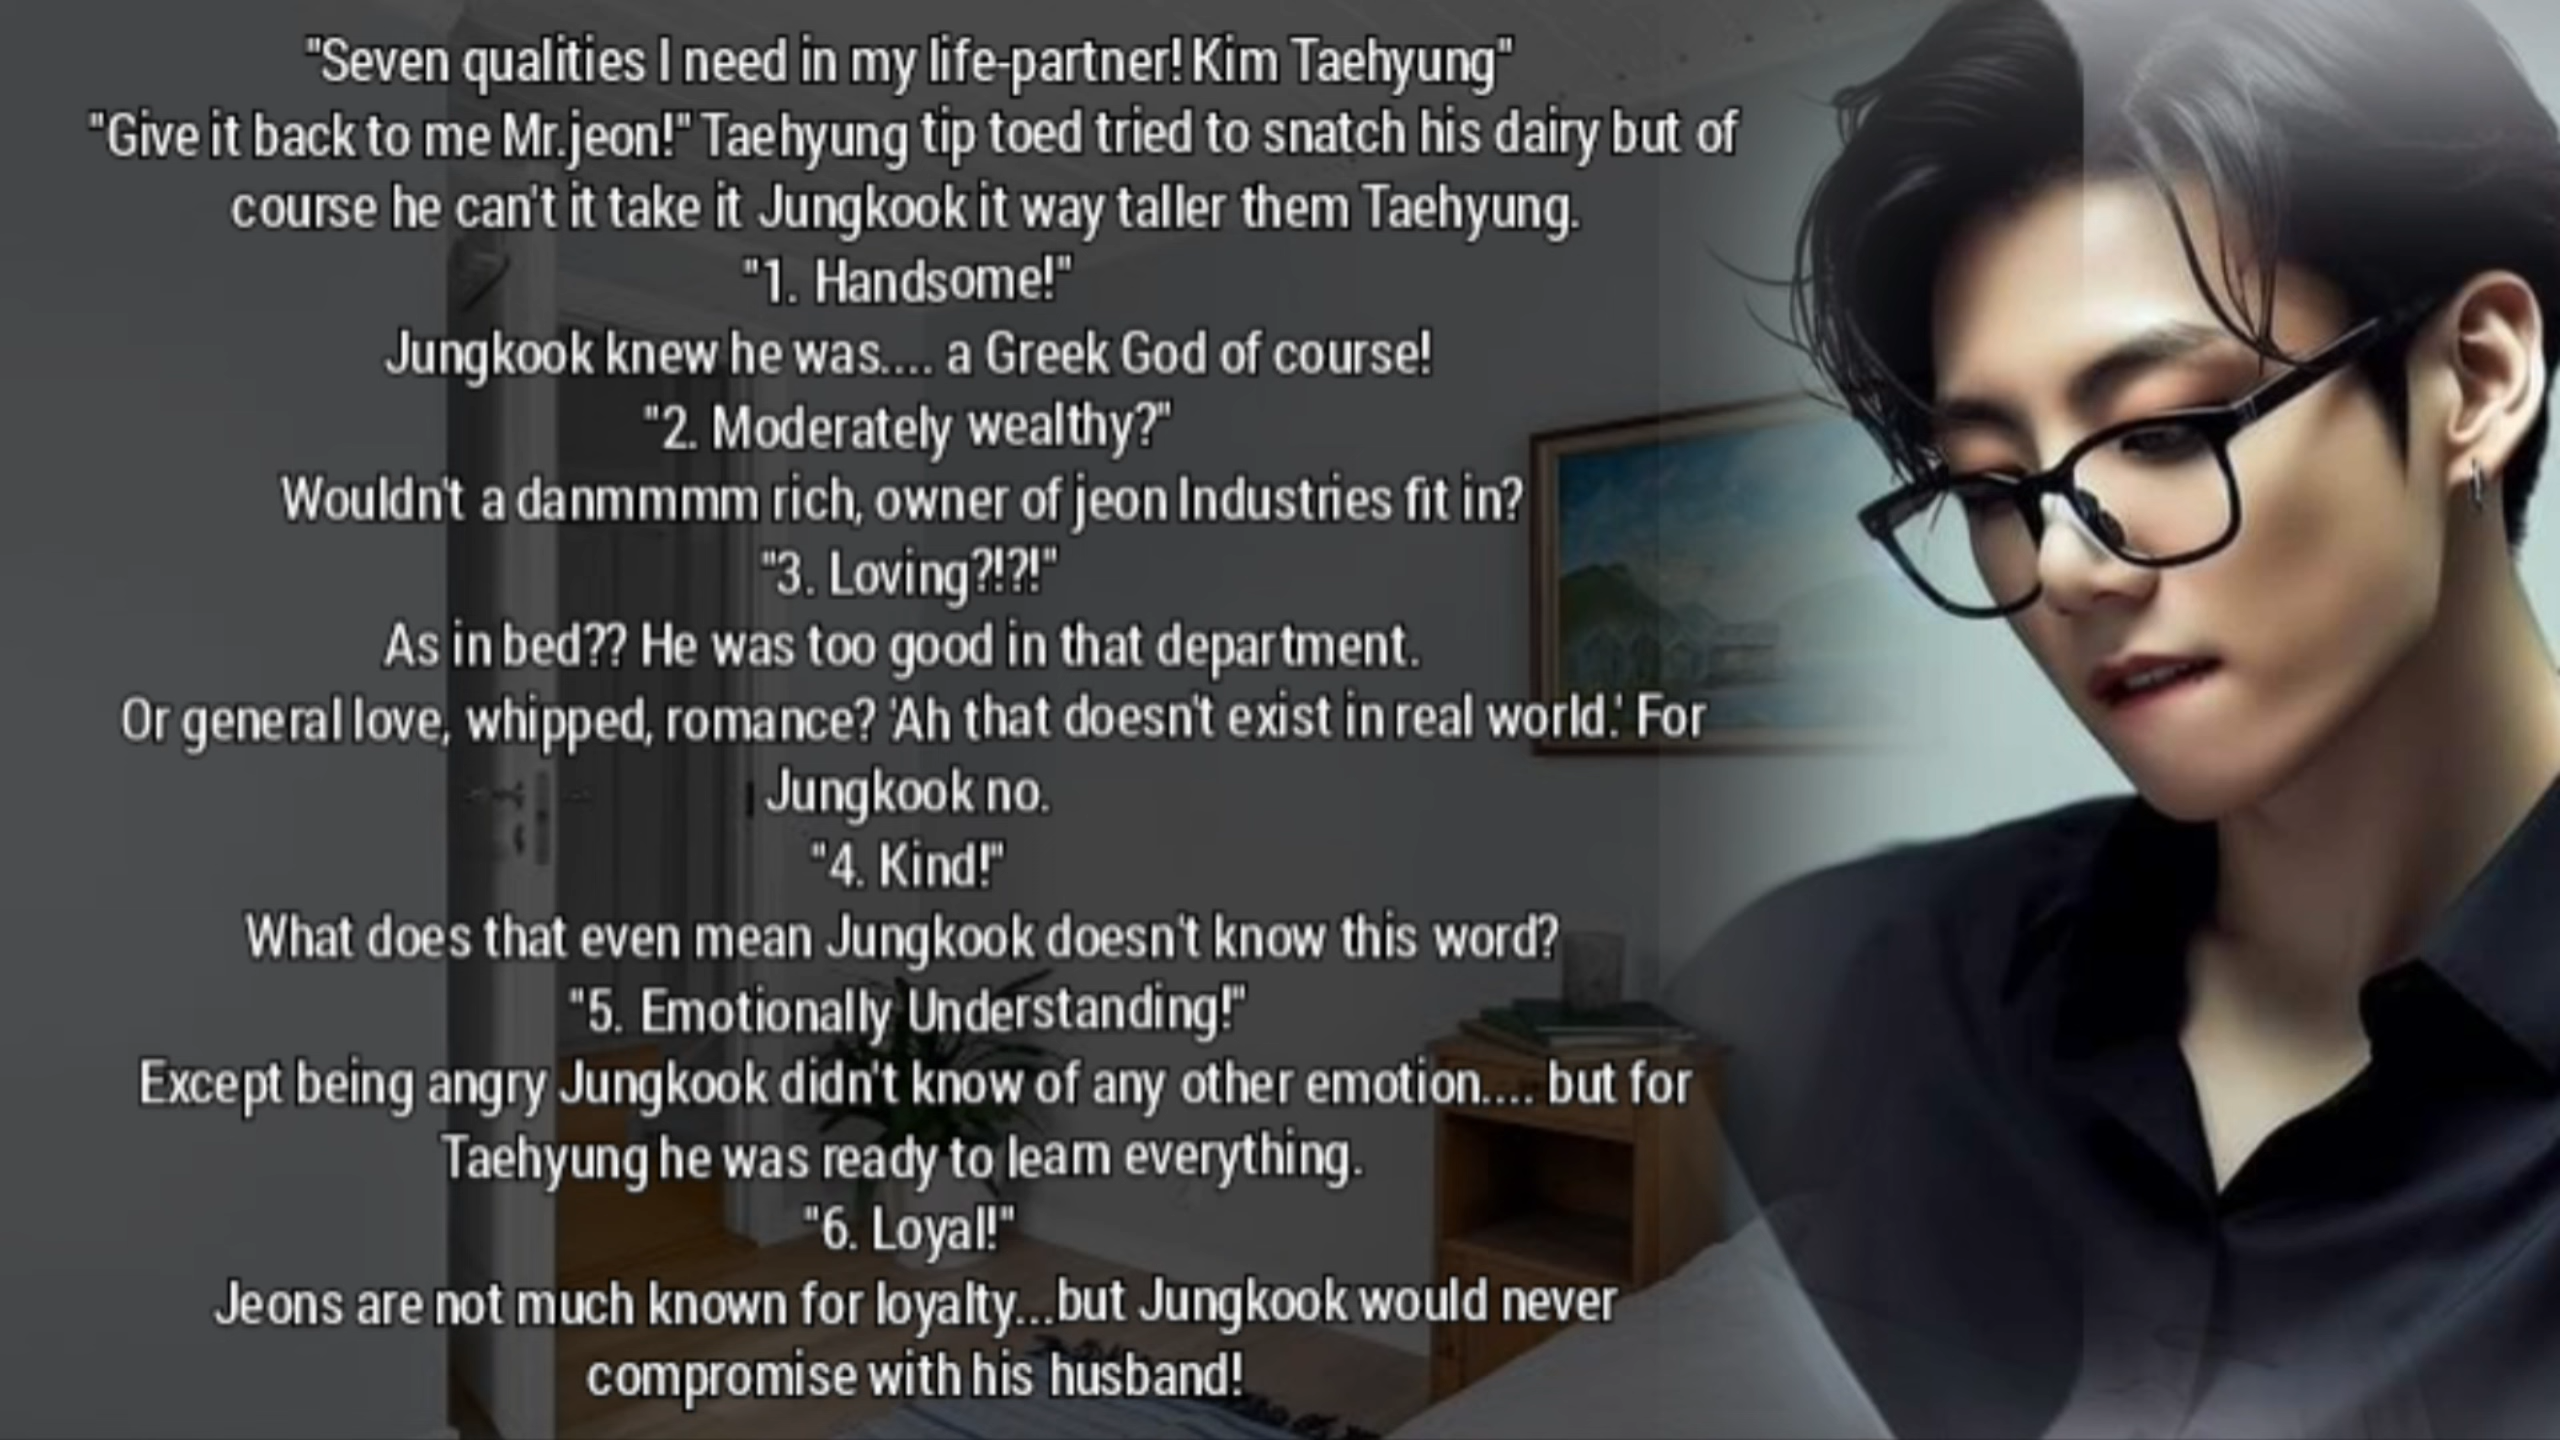 "Seven qualities I need in my life-partner! Kim Taehyung"
"Give it back to me Mr.jeon!" Taehyung tip toed tried to snatch his dairy but of
course he can't it take it Jungkook it way taller them Taehyung.
"1. Handsome!"
Jungkook knew he was.... a Greek God of course!
"2. Moderately wealthy?"
Wouldn't a danmmmm rich, owner of jeon Industries fit in?
"3. Loving?!?!"
As in bed?? He was too good in that department.
Or general love, whipped, romance? 'Ah that doesn't exist in real world.' For
Jungkook no.
"4. Kind!"
What does that even mean Jungkook doesn't know this word?
"5. Emotionally Understanding!"
Except being angry Jungkook didn't know of any other emotion.... but for
Taehyung he was ready to learn everything.
"6. Loyal!"
Jeons are not much known for loyalty...but Jungkook would never
compromise with his husband!